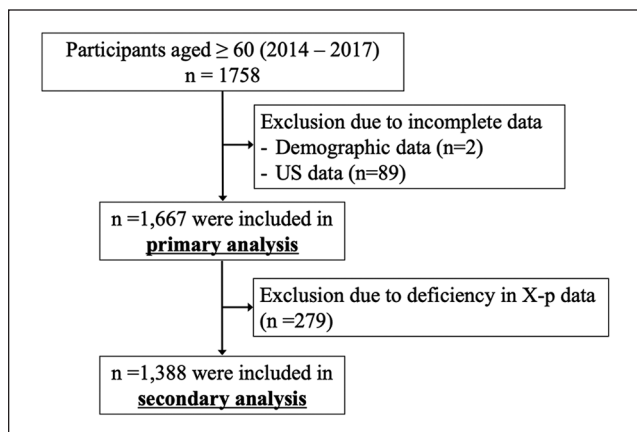 Participants aged ≥ 60 (2014 – 2017)
n = 1758
Exclusion due to incomplete data
- Demographic data (n=2)
- US data (n=89)
n =1,667 were included in
primary analysis
Exclusion due to deficiency in X-p data
(n =279)
n =1,388 were included in
secondary analysis